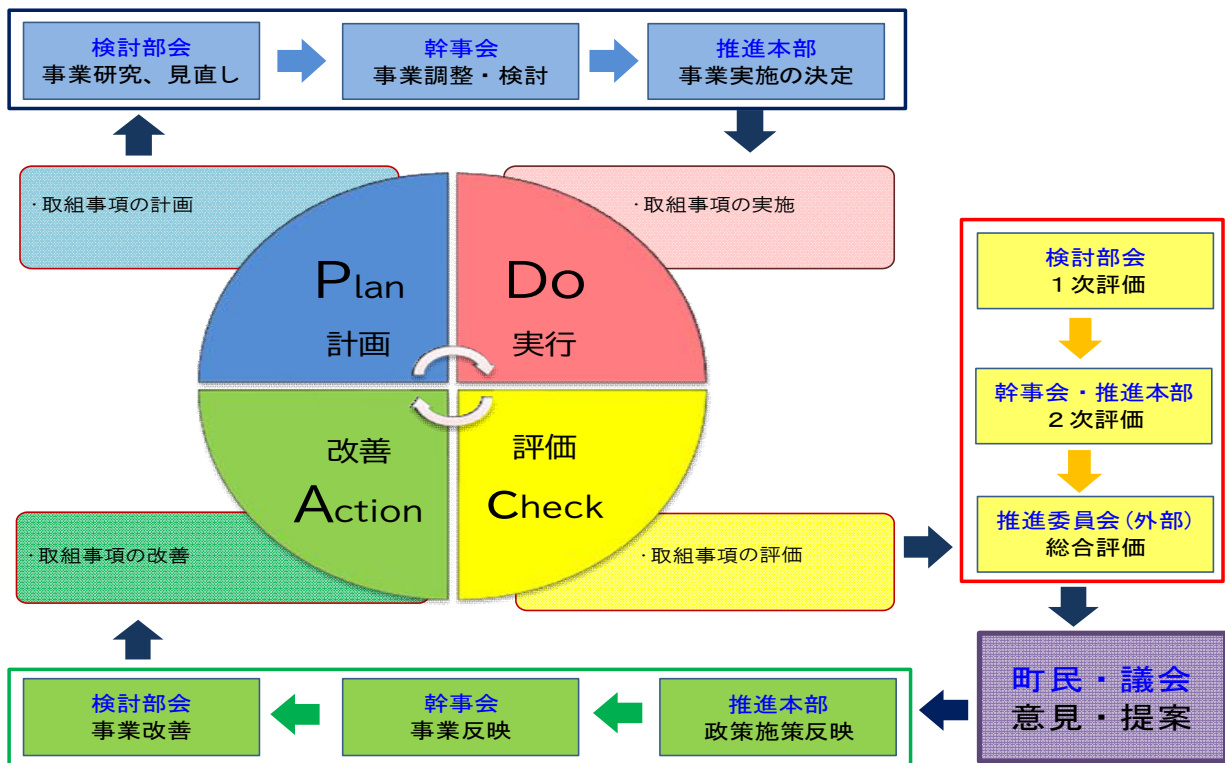 検討部会
事業研究、見直し
幹事会
事業調整・検討
推進本部
事業実施の決定
・取組事項の計画
・取組事項の実施
Plan
計画
Do
実行
検討部会
1次評価
幹事会・推進本部
2次評価
推進委員会(外部)
総合評価
改善
Action
評価
Check
・取組事項の改善
・取組事項の評価
検討部会
事業改善
幹事会
事業反映
推進本部
政策施策反映
町民・議会
意見・提案